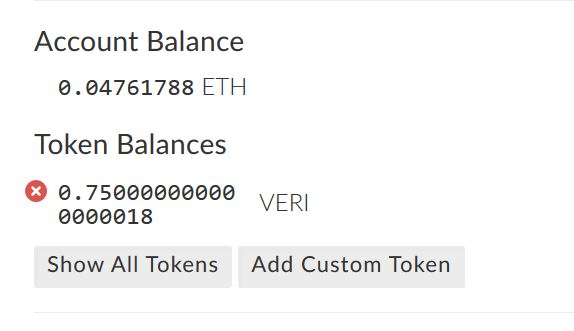 Account Balance
0.04761788 ETH
Token Balances
0.75000000000
0000018 VERI
Show All Tokens Add Custom Token